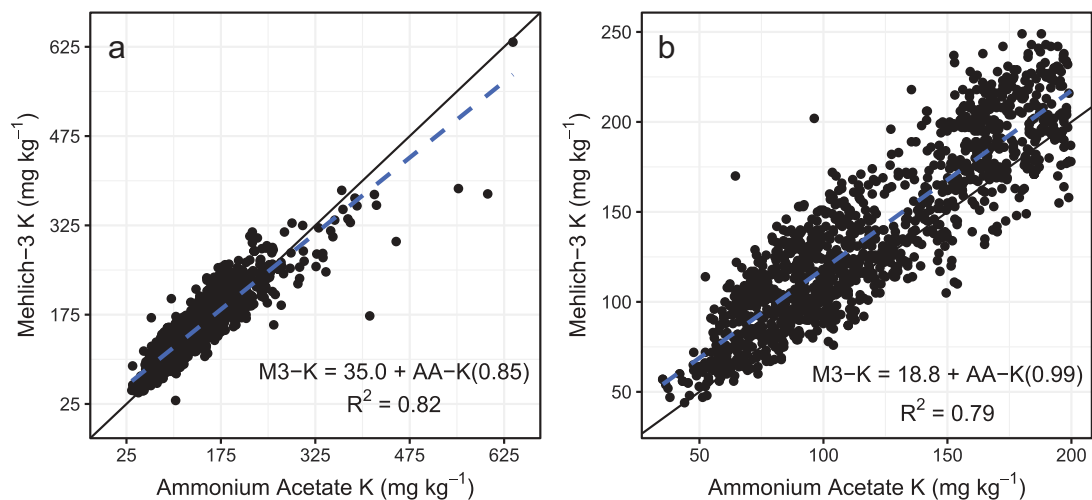 a
Mehlich−3 K (mg kg⁻¹)
625
475
325
175
25
M3−K = 35.0 + AA−K(0.85)
R² = 0.82
25 175 325 475 625
Ammonium Acetate K (mg kg⁻¹)
b
Mehlich−3 K (mg kg⁻¹)
250
200
150
100
50
M3−K = 18.8 + AA−K(0.99)
R² = 0.79
50 100 150 200
Ammonium Acetate K (mg kg⁻¹)